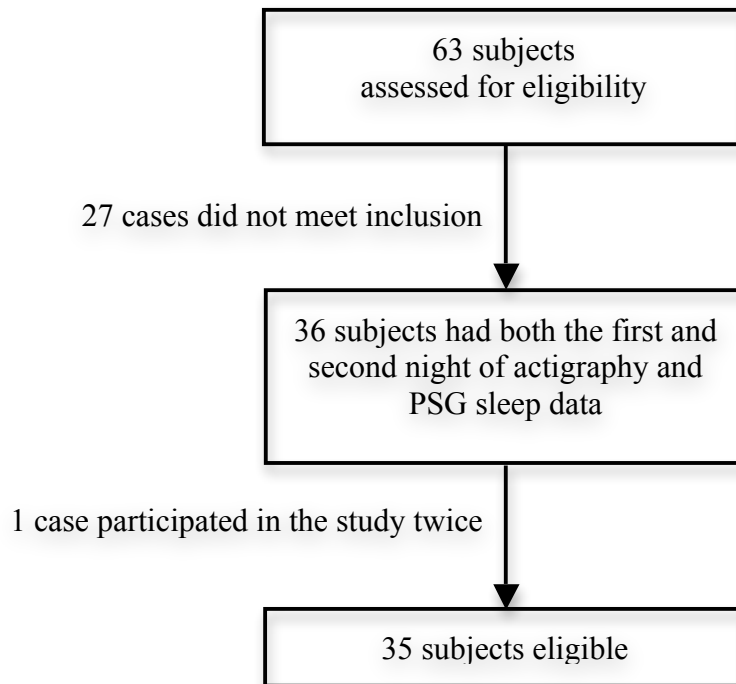 63 subjects
assessed for eligibility
27 cases did not meet inclusion
36 subjects had both the first and
second night of actigraphy and
PSG sleep data
1 case participated in the study twice
35 subjects eligible